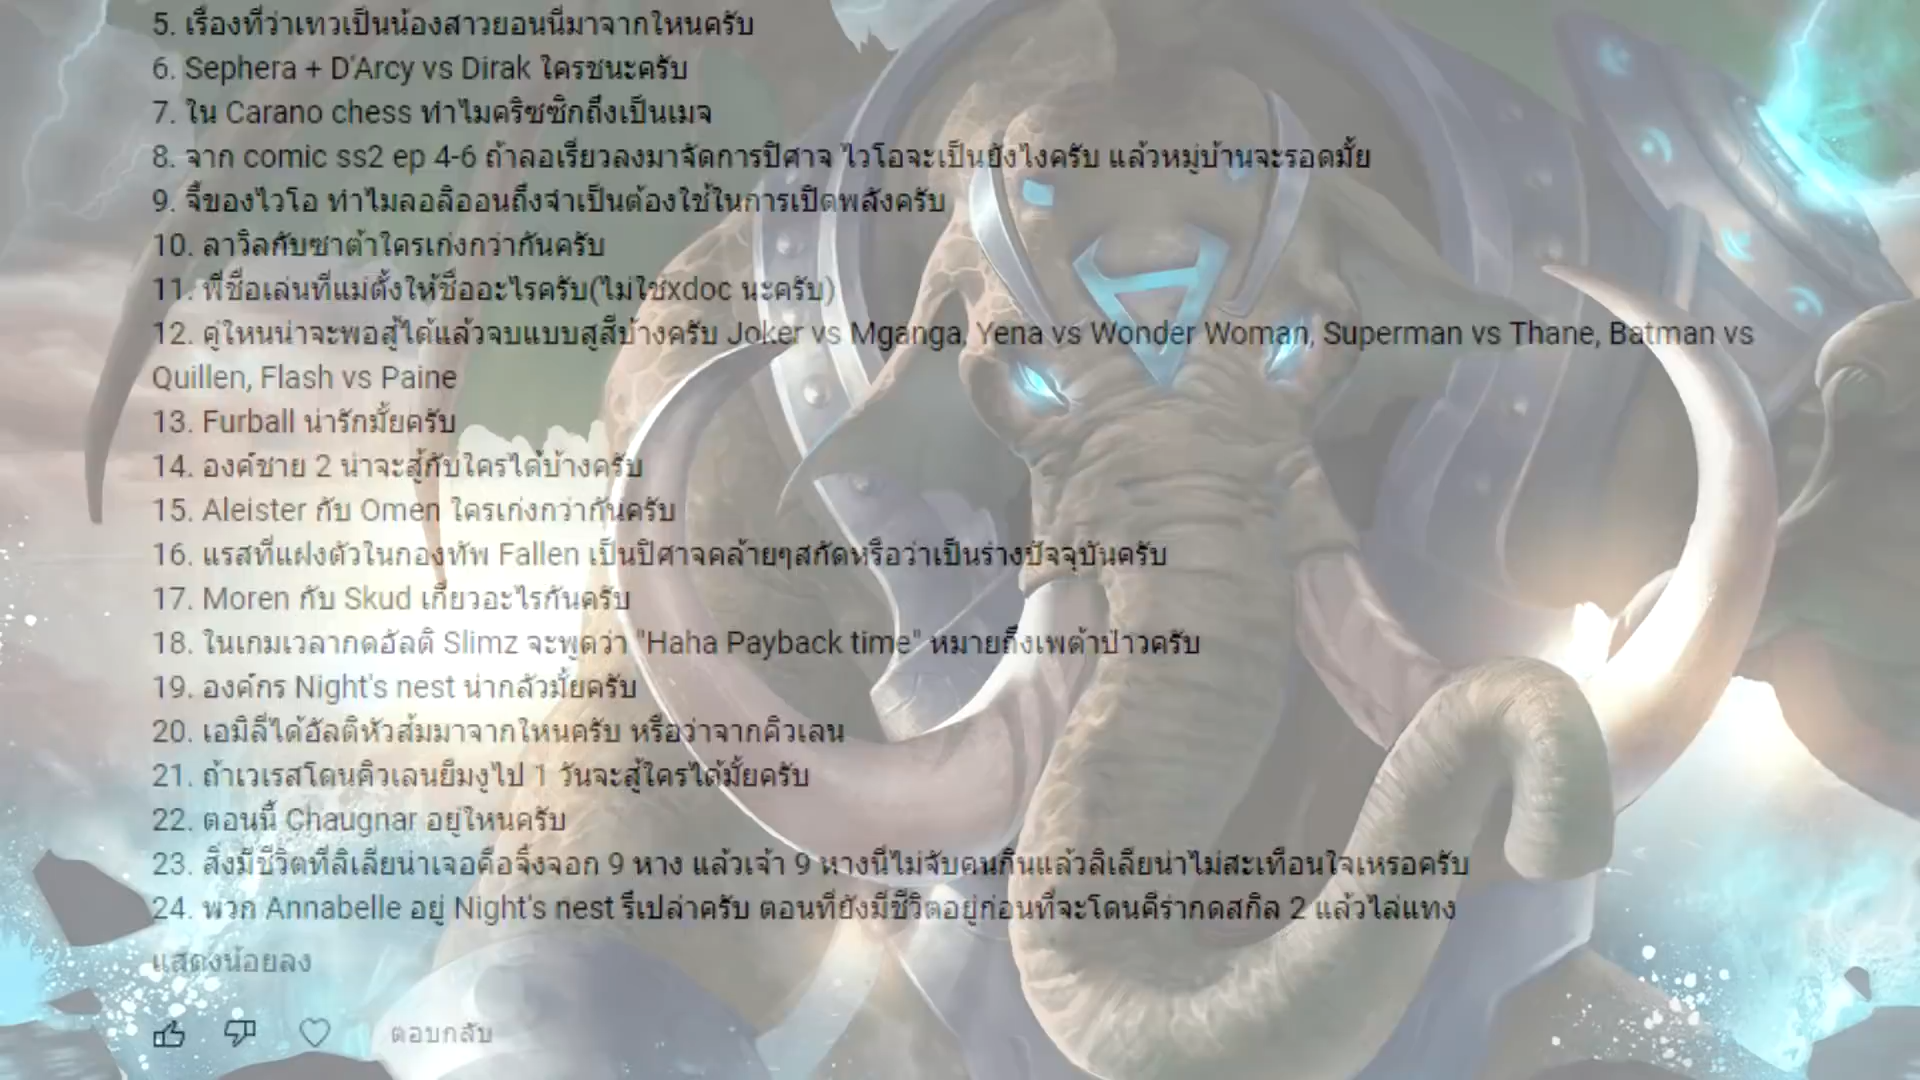 5. เรื่องที่ว่าเทวเป็นน้องสาวยอนนี่มาจากใหนครับ
6. Sephera + D'Arcy vs Dirak ใครชนะครับ
7. ใน Carano chess ทำไมคริซซิกถึงเป็นเมจ
8. จาก comic ss2 ep 4-6 ถ้าลอเรี่ยวลงมาจัดการปิศาจ ไวโอจะเป็นยังไงครับ แล้วหมู่บ้านจะรอดมั้ย
9. จี้ของไวโอ ทำไมลอลิออนถึงจำเป็นต้องใช้ในการเปิดพลังครับ
10. ลาวิลกับซาต้าใครเก่งกว่ากันครับ
11. พี่ชื่อเล่นที่แม่ตั้งให้ชื่ออะไรครับ(ไม่ใช่xdoc นะครับ)
12. คู่ใหนน่าจะพอสู้ได้แล้วจบแบบสูสีบ้างครับ Joker vs Mganga, Yena vs Wonder Woman, Superman vs Thane, Batman vs
Quillen, Flash vs Paine
13. Furball น่ารักมั้ยครับ
14. องค์ชาย 2 น่าจะสู้กับใครได้บ้างครับ
15. Aleister กับ Omen ใครเก่งกว่ากันครับ
16. แรสที่แฝงตัวในกองทัพ Fallen เป็นปิศาจคล้ายๆสกัดหรือว่าเป็นร่างปัจจุบันครับ
17. Moren กับ Skud เกี่ยวอะไรกันครับ
18. ในเกมเวลากดอัลติ Slimz จะพูดว่า "Haha Payback time" หมายถึงเพต้าป่าวครับ
19. องค์กร Night's nest น่ากลัวมั้ยครับ
20. เอมิลี่ได้อัลติหัวส้มมาจากใหนครับ หรือว่าจากคิวเลน
21. ถ้าเวเรสโดนคิวเลนยืมงูไป 1 วันจะสู้ใครได้มั้ยครับ
22. ตอนนี้ Chaugnar อยู่ใหนครับ
23. สิ่งมีชีวิตที่ลิเลียน่าเจอคือจิ้งจอก 9 หาง แล้วเจ้า 9 หางนี่ไม่จับคนกินแล้วลิเลียน่าไม่สะเทือนใจเหรอครับ
24. พวก Annabelle อยู่ Night's nest รึเปล่าครับ ตอนที่ยังมีชีวิตอยู่ก่อนที่จะโดนคีร่ากดสกิล 2 แล้วไล่แทง
แสดงน้อยลง
ตอบกลับ